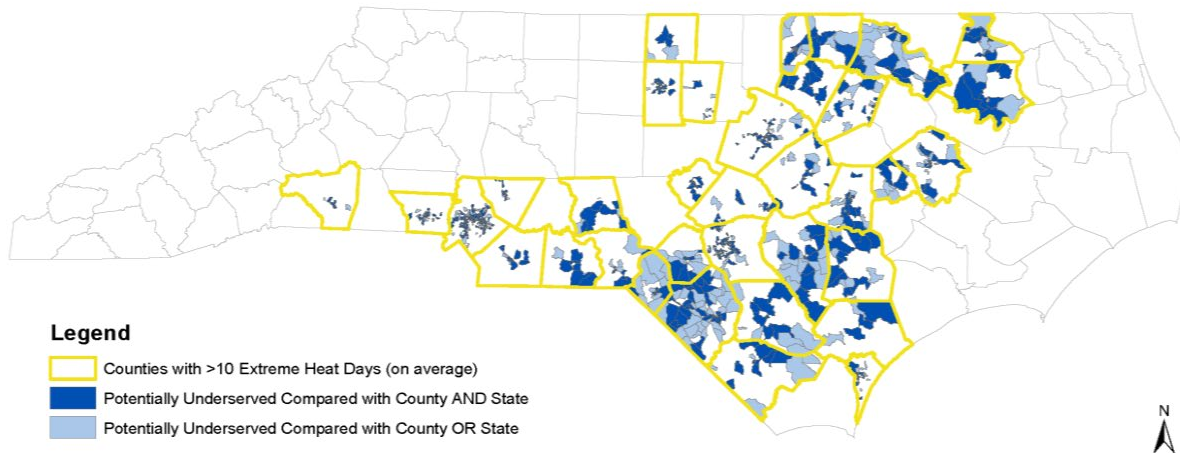 Legend
Counties with >10 Extreme Heat Days (on average)
Potentially Underserved Compared with County AND State
Potentially Underserved Compared with County OR State
N